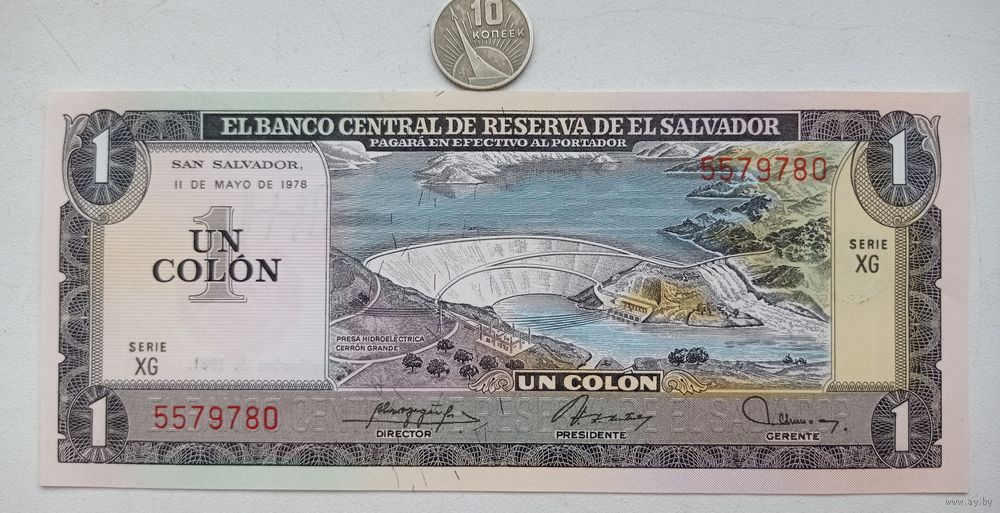 10
КОПЕЕК
1
1
EL BANCO CENTRAL DE RESERVA DE EL SALVADOR
PAGARÁ EN EFECTIVO AL PORTADOR
SAN SALVADOR,
11 DE MAYO DE 1978
5579780
1
UN
COLÓN
SERIE
XG
SERIE
XG
PRESA HIDROELECTRICA
CERRÓN GRANDE
UN COLÓN
1
1
5579780
DIRECTOR
PRESIDENTE
GERENTE
www.ay.by